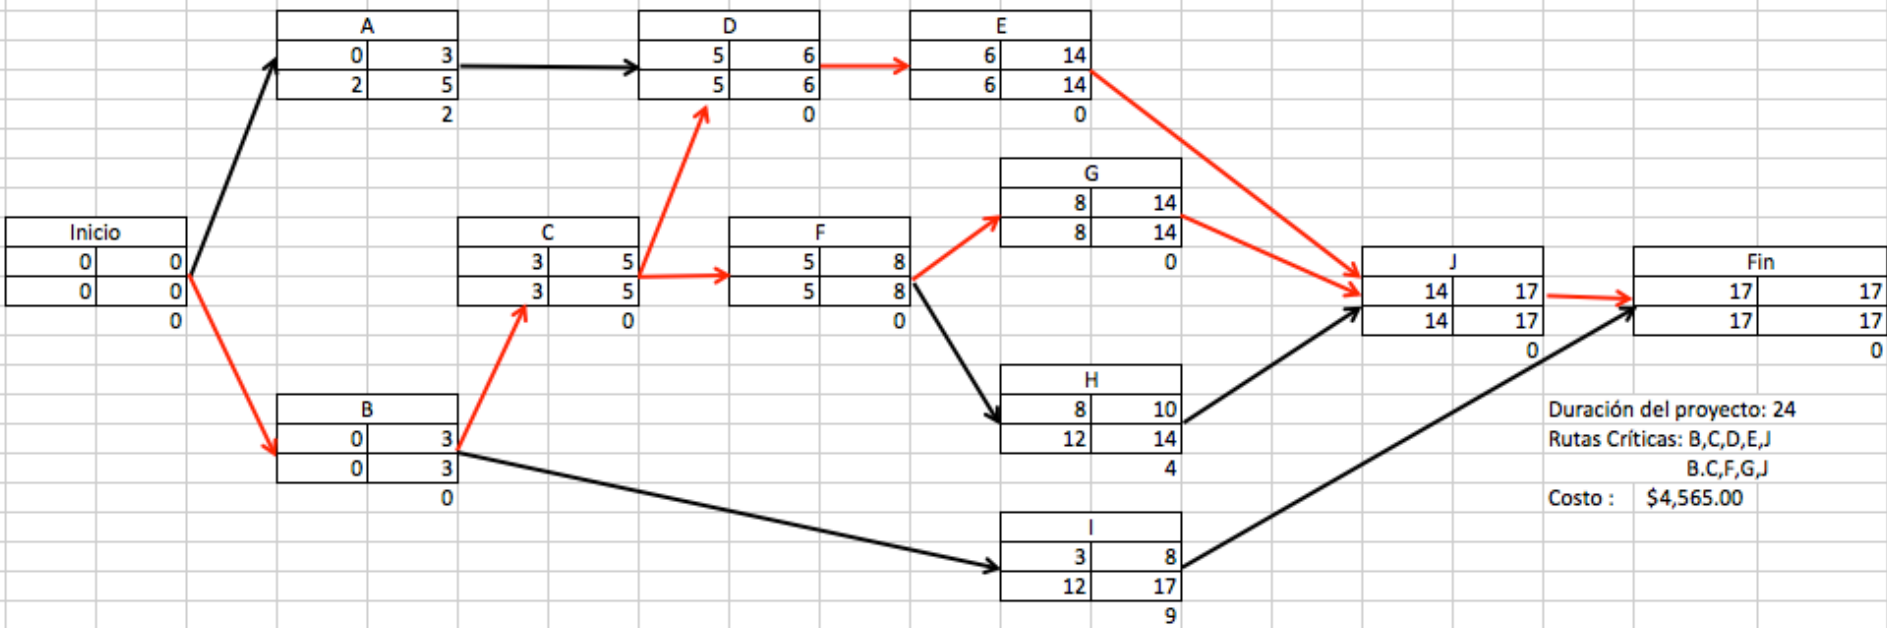 A
0 3
2 5
2
D
5 6
5 6
0
E
6 14
6 14
0
G
8 14
8 14
0
Inicio
0 0
0 0
0
C
3 5
3 5
0
F
5 8
5 8
0
J
14 17
14 17
0
Fin
17 17
17 17
0
H
8 10
12 14
4
B
0 3
0 3
0
I
3 8
12 17
9
Duración del proyecto: 24
Rutas Críticas: B,C,D,E,J
B.C,F,G,J
Costo : $4,565.00